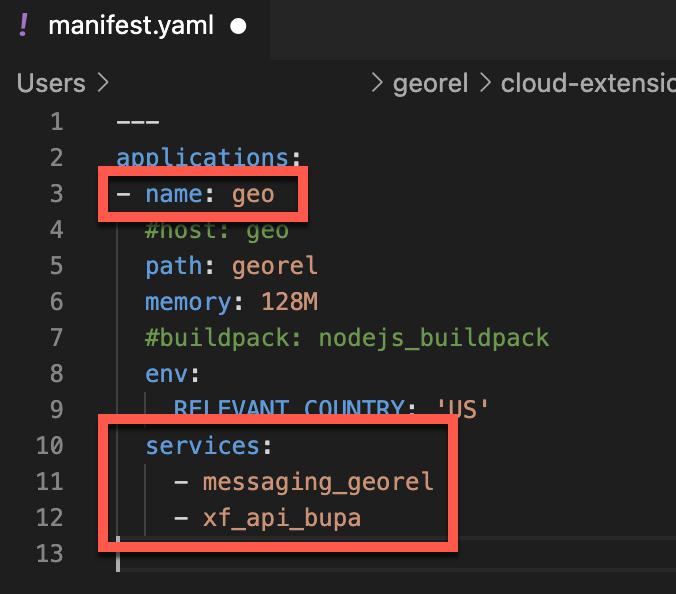 ! manifest.yaml ●
Users > > georel > cloud-extensio
1 ---
2 applications:
3 - name: geo
4 #host: geo
5 path: georel
6 memory: 128M
7 #buildpack: nodejs_buildpack
8 env:
9 RELEVANT_COUNTRY: 'US'
10 services:
11 - messaging_georel
12 - xf_api_bupa
13